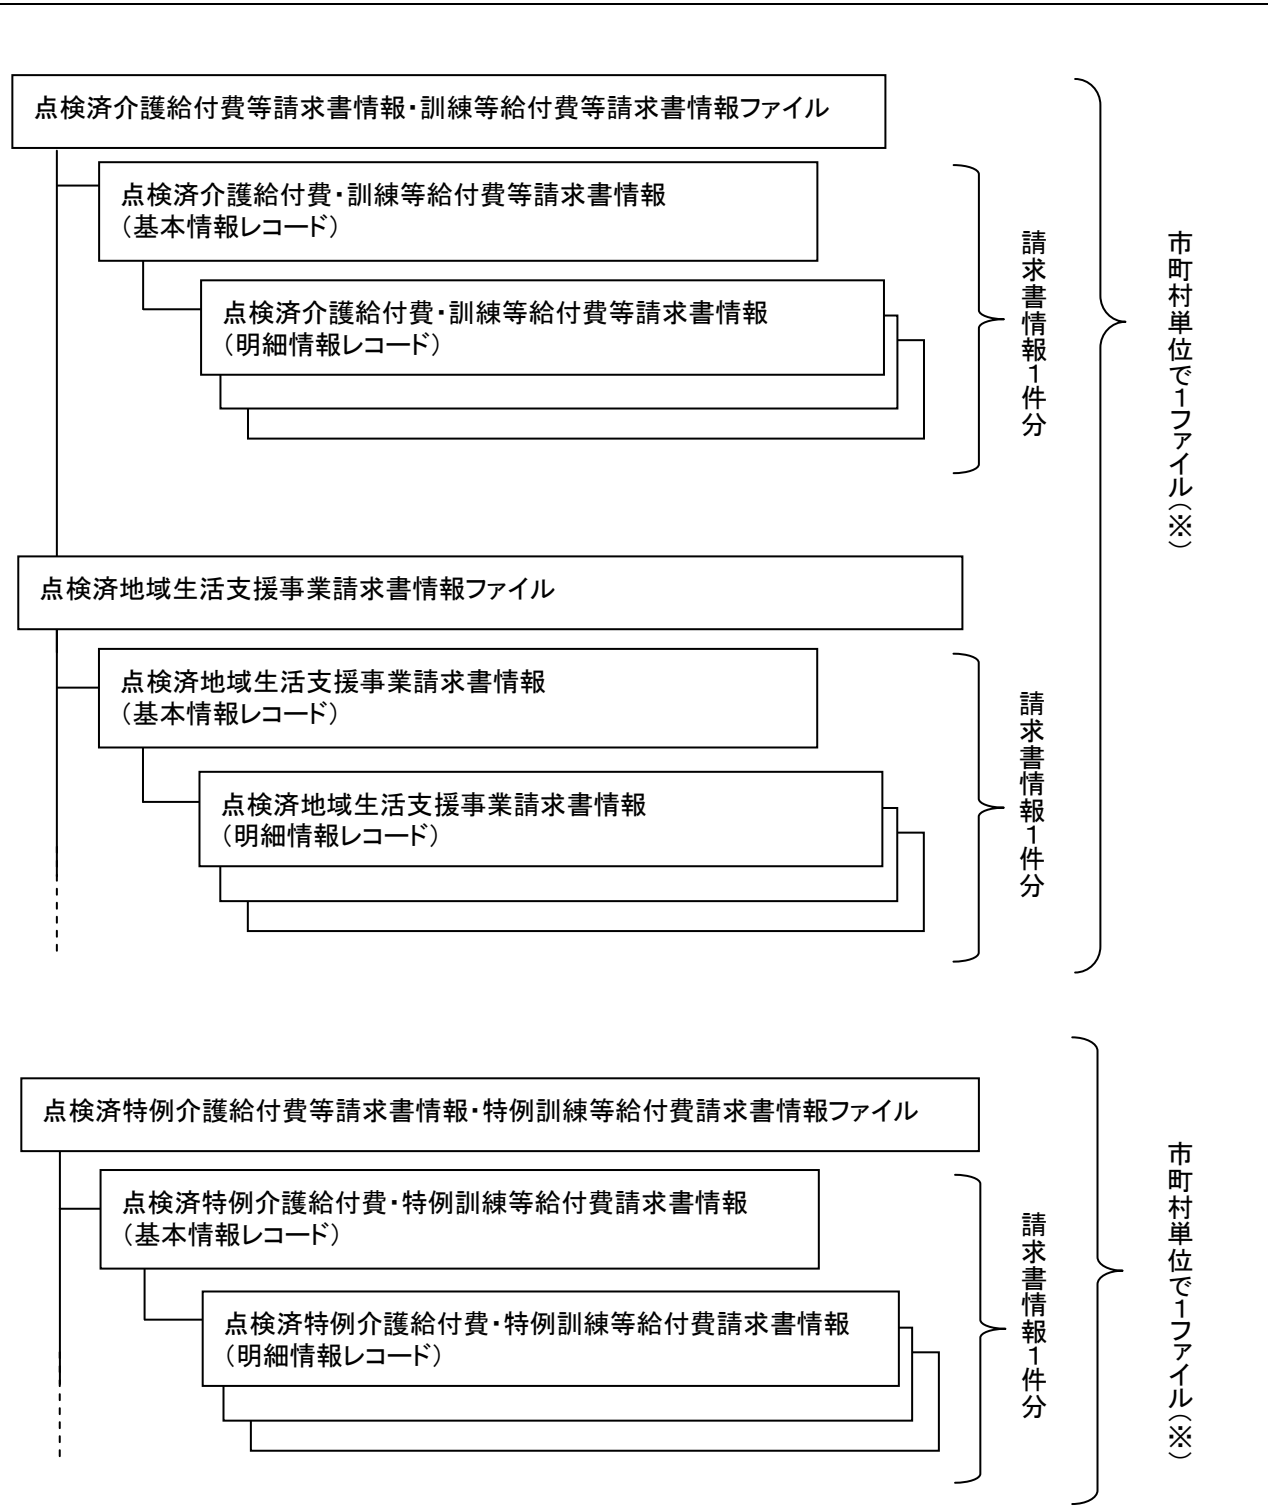 点検済介護給付費等請求書情報・訓練等給付費等請求書情報ファイル
点検済介護給付費・訓練等給付費等請求書情報
（基本情報レコード）
点検済介護給付費・訓練等給付費等請求書情報
（明細情報レコード）
請求書情報１件分
市町村単位で１ファイル（※）
点検済地域生活支援事業請求書情報ファイル
点検済地域生活支援事業請求書情報
（基本情報レコード）
点検済地域生活支援事業請求書情報
（明細情報レコード）
請求書情報１件分
点検済特例介護給付費等請求書情報・特例訓練等給付費請求書情報ファイル
点検済特例介護給付費・特例訓練等給付費請求書情報
（基本情報レコード）
点検済特例介護給付費・特例訓練等給付費請求書情報
（明細情報レコード）
請求書情報１件分
市町村単位で１ファイル（※）